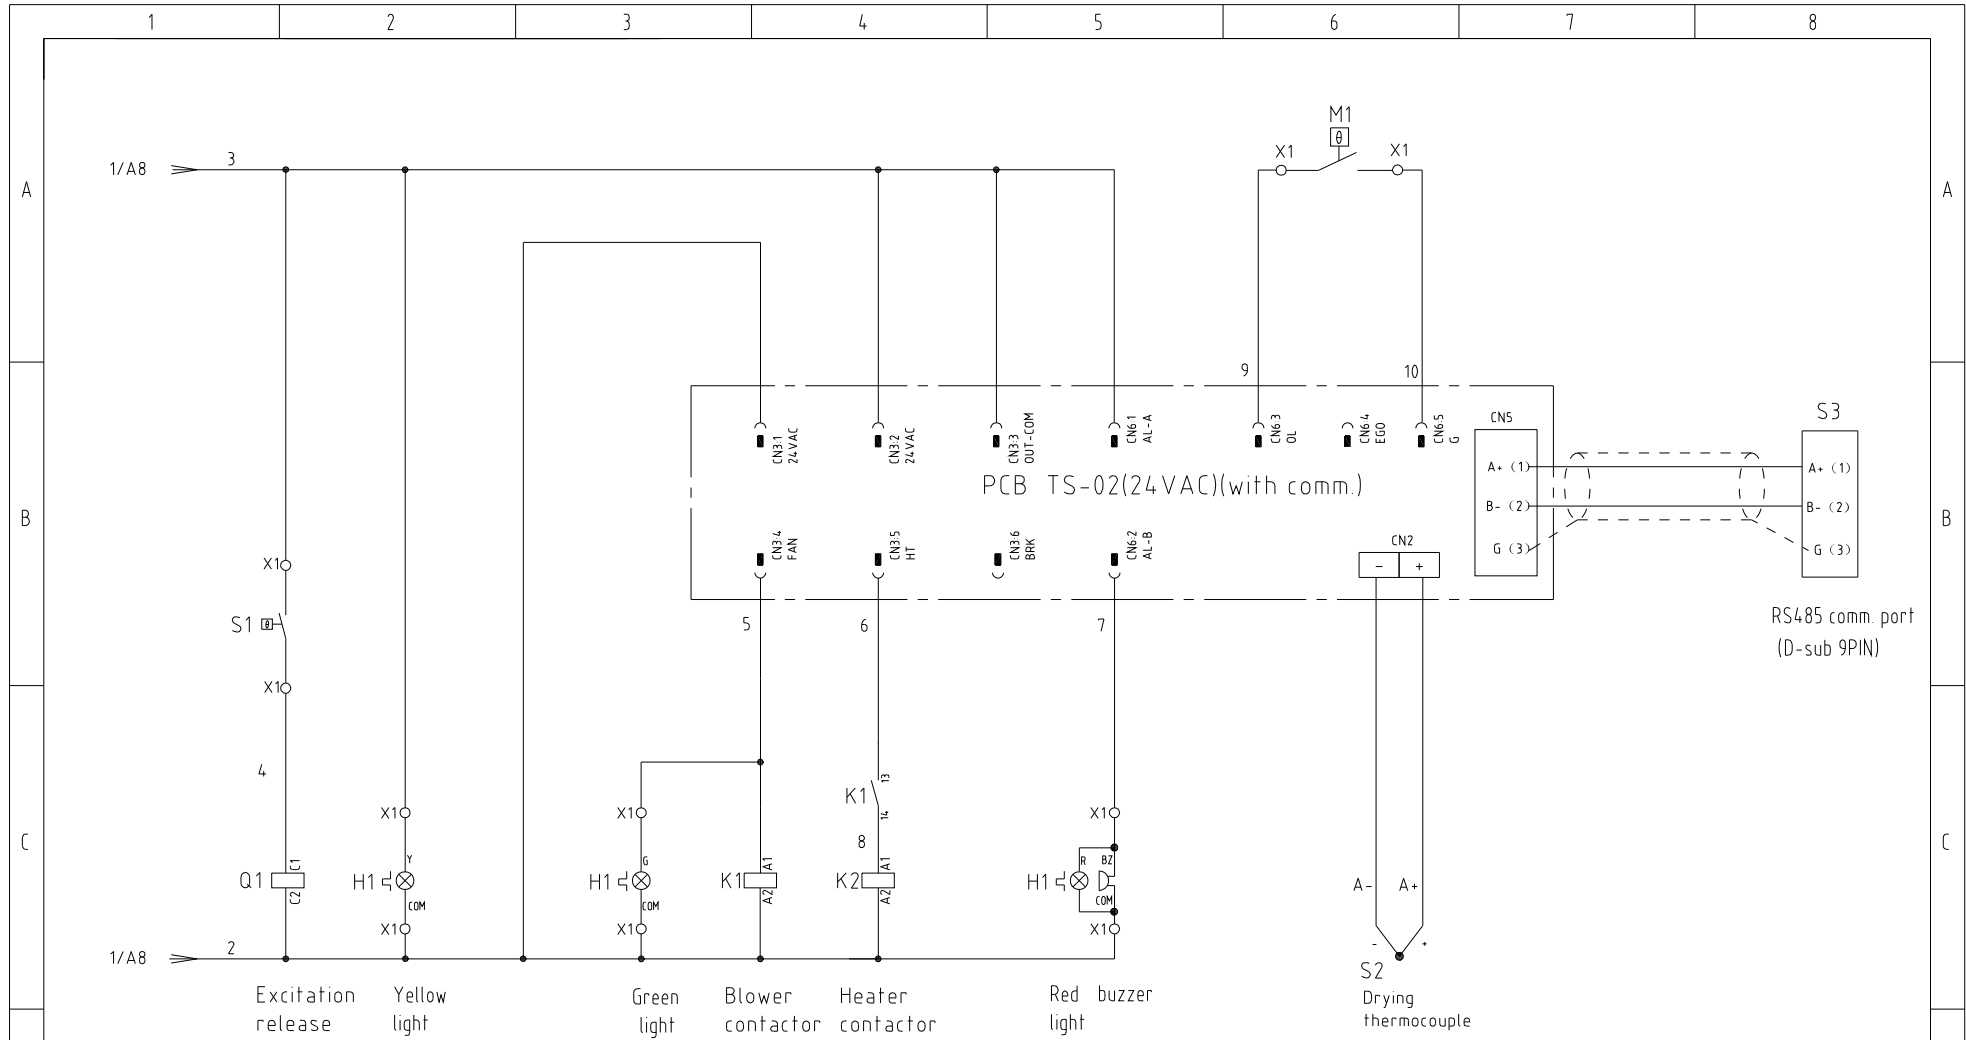 1 2 3 4 5 6 7 8
M1
θ
X1 X1
1/A8 3
A A
9 10
CN3:1
24VAC
CN3:2
24VAC
CN3:3
OUT-COM
CN6:1
AL-A
CN6:3
OL
CN6:4
EGO
CN6:5
G
CN5
S3
A+ (1)
A+ (1)
PCB TS-02(24VAC)(with comm.)
B- (2)
B- (2)
B B
CN3:4
FAN
CN3:5
HT
CN3:6
BRK
CN6:2
AL-B
CN2
- +
G (3)
G (3)
X1
S1 θ
5 6 7
RS485 comm. port
(D-sub 9PIN)
X1
4
13
K1
14
X1 X1 X1
8
C C
Q1 C1 C2
H1 Y COM
H1 G COM
K1 A1 A2
K2 A1 A2
H1 R BZ COM
A- A+
X1 X1 X1
- +
1/A8 2
S2
Excitation
release
Yellow
light
Green
light
Blower
contactor
Heater
contactor
Red buzzer
light
Drying
thermocouple